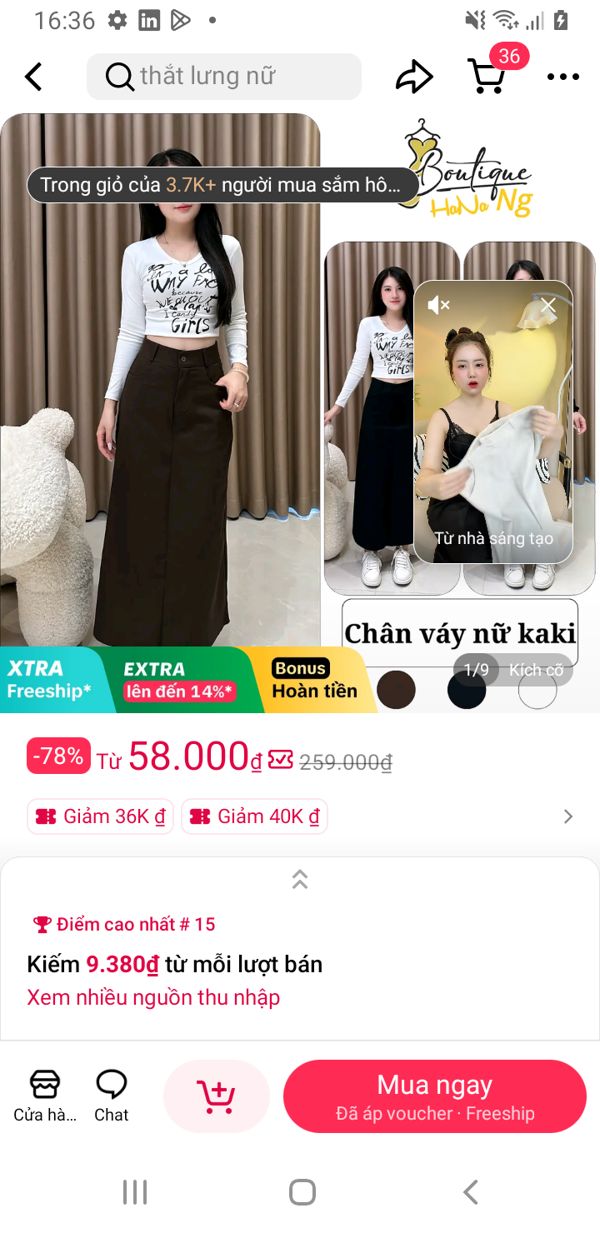 16:36
thắt lưng nữ
36
Trong giỏ của 3.7K+ người mua sắm hô...
Boutique
HaNa Ng
WHY
because
Girls
Từ nhà sáng tạo
Chân váy nữ kaki
1/9 Kích cỡ
XTRA
Freeship*
EXTRA
lên đến 14%*
Bonus
Hoàn tiền
-78% Từ 58.000₫ 259.000₫
Giảm 36K ₫ Giảm 40K ₫
Điểm cao nhất # 15
Kiếm 9.380₫ từ mỗi lượt bán
Xem nhiều nguồn thu nhập
Cửa hà...
Chat
Mua ngay
Đã áp voucher · Freeship